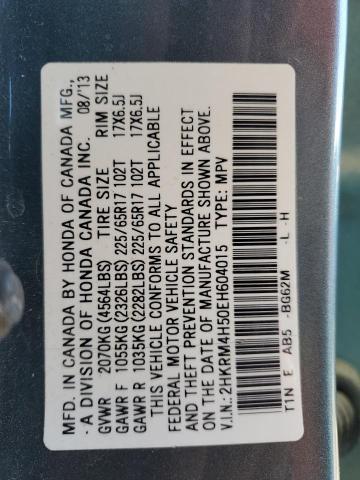 MFD. IN CANADA BY HONDA OF CANADA MFG.,
- A DIVISION OF HONDA CANADA INC. 08/'13
GVWR 2070KG(4564LBS) TIRE SIZE RIM SIZE
GAWR F 1055KG(2326LBS) 225/65R17 102T 17X6.5J
GAWR R 1035KG(2282LBS) 225/65R17 102T 17X6.5J
THIS VEHICLE CONFORMS TO ALL APPLICABLE
FEDERAL MOTOR VEHICLE SAFETY
AND THEFT PREVENTION STANDARDS IN EFFECT
ON THE DATE OF MANUFACTURE SHOWN ABOVE.
V.I.N.: 2HKRM4H50EH604015 TYPE: MPV
T1N E AB5 -BG62M -L -H